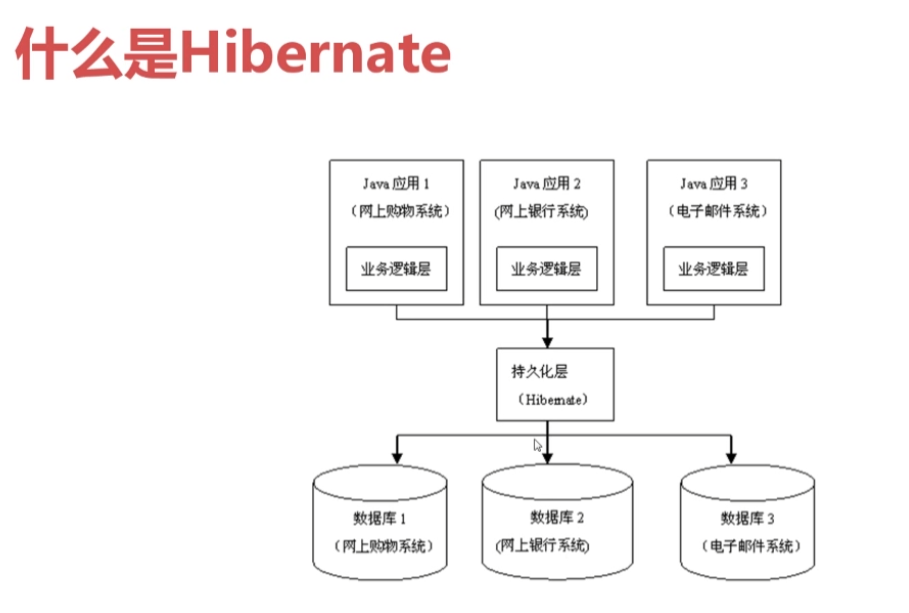 什么是Hibernate
Java 应用 1
（网上购物系统）
业务逻辑层
Java 应用 2
(网上银行系统)
业务逻辑层
Java 应用 3
（电子邮件系统）
业务逻辑层
持久化层
（Hibernate）
数据库 1
（网上购物系统）
数据库 2
(网上银行系统)
数据库 3
（电子邮件系统）